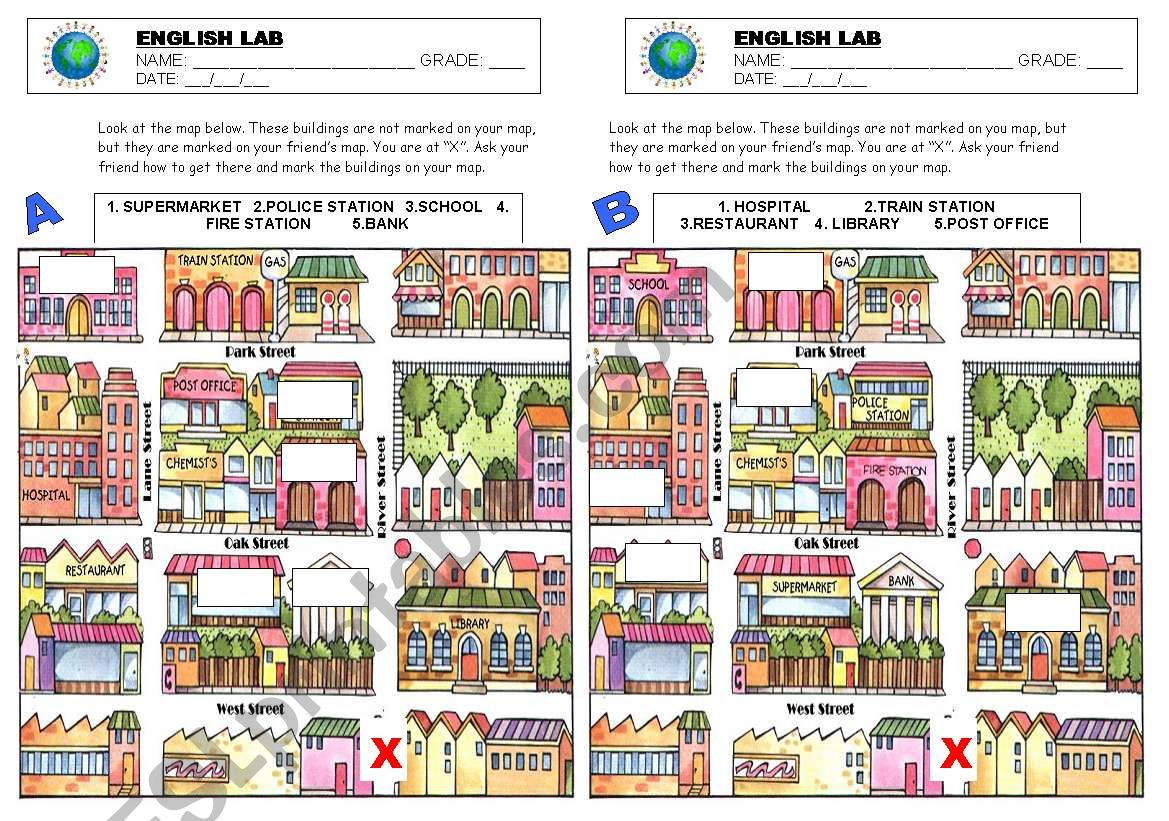 ENGLISH LAB
NAME: ___________________________ GRADE: ____
DATE: ___/___/___
Look at the map below. These buildings are not marked on your map,
but they are marked on your friend's map. You are at "X". Ask your
friend how to get there and mark the buildings on your map.
A
1. SUPERMARKET 2.POLICE STATION 3.SCHOOL 4.
FIRE STATION 5.BANK
TRAIN STATION
GAS
Park Street
POST OFFICE
Lane Street
CHEMIST'S
HOSPITAL
River Street
Oak Street
RESTAURANT
LIBRARY
West Street
X
ENGLISH LAB
NAME: ___________________________ GRADE: ____
DATE: ___/___/___
Look at the map below. These buildings are not marked on you map, but
they are marked on your friend's map. You are at "X". Ask your friend
how to get there and mark the buildings on your map.
B
1. HOSPITAL 2.TRAIN STATION
3.RESTAURANT 4. LIBRARY 5.POST OFFICE
GAS
SCHOOL
Park Street
POLICE
STATION
Lane Street
CHEMIST'S
FIRE STATION
River Street
Oak Street
SUPERMARKET
BANK
West Street
X
ESLprintables.com